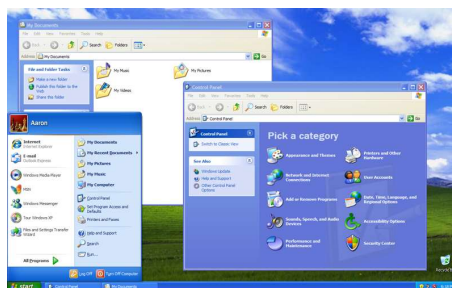 My Documents
File Edit View Favorites Tools Help
Back
Search
Folders
Address
My Documents
Go
File and Folder Tasks
Make a new folder
Publish this folder to the
Web
Share this folder
My Music
My Pictures
My Videos
Control Panel
File Edit View Favorites Tools Help
Back
Search
Folders
Address
Control Panel
Go
Control Panel
Switch to Classic View
See Also
Windows Update
Help and Support
Other Control Panel
Options
Pick a category
Appearance and Themes
Printers and Other
Hardware
Network and Internet
Connections
User Accounts
Add or Remove Programs
Date, Time, Language, and
Regional Options
Sounds, Speech, and Audio
Devices
Accessibility Options
Performance and
Maintenance
Security Center
Aaron
Internet
Internet Explorer
E-mail
Outlook Express
Windows Media Player
MSN
Windows Messenger
Tour Windows XP
Files and Settings Transfer
Wizard
All Programs
My Documents
My Recent Documents
My Pictures
My Music
My Computer
Control Panel
Set Program Access and
Defaults
Printers and Faxes
Help and Support
Search
Run...
Log Off
Turn Off Computer
start
Control Panel
My Documents